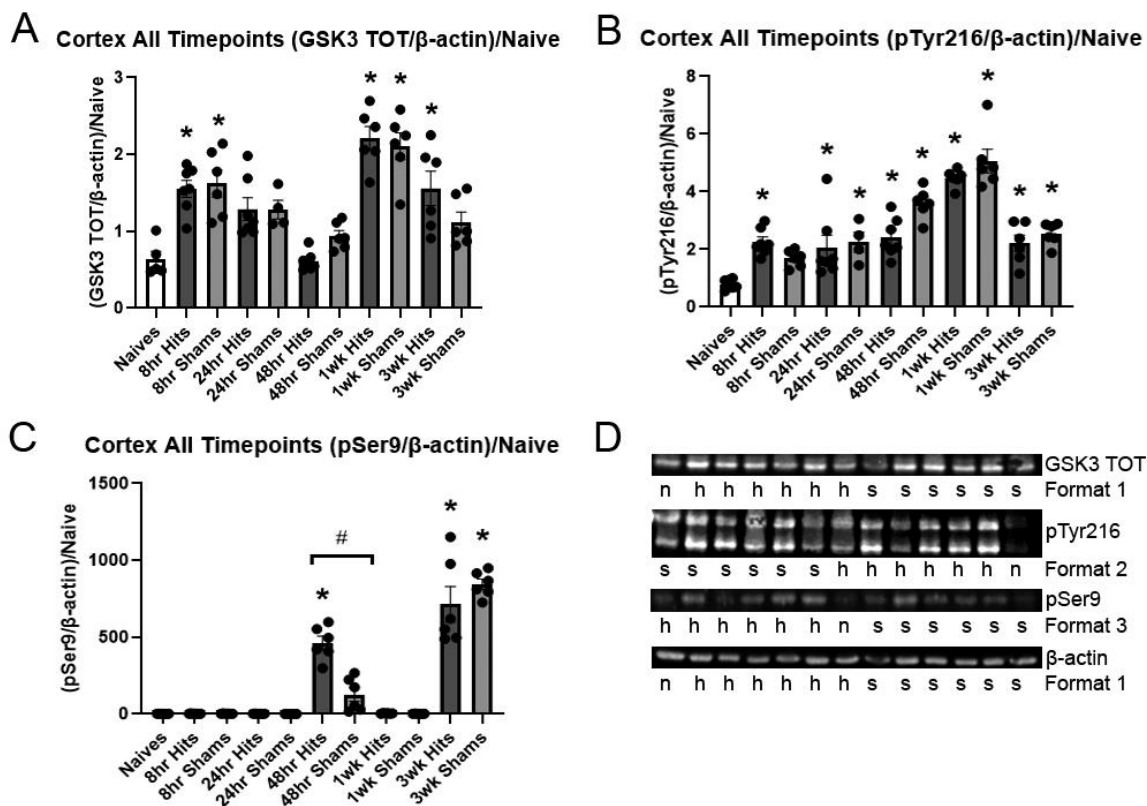 A
Cortex All Timepoints (GSK3 TOT/β-actin)/Naive
(GSK3 TOT/β-actin)/Naive
3
2
1
0
* * * * *
Naives
8hr Hits
8hr Shams
24hr Hits
24hr Shams
48hr Hits
48hr Shams
1wk Hits
1wk Shams
3wk Hits
3wk Shams
B
Cortex All Timepoints (pTyr216/β-actin)/Naive
(pTyr216/β-actin)/Naive
8
6
4
2
0
* * * * * * * * *
Naives
8hr Hits
8hr Shams
24hr Hits
24hr Shams
48hr Hits
48hr Shams
1wk Hits
1wk Shams
3wk Hits
3wk Shams
C
Cortex All Timepoints (pSer9/β-actin)/Naive
(pSer9/β-actin)/Naive
1500
1000
500
0
#
* * *
Naives
8hr Hits
8hr Shams
24hr Hits
24hr Shams
48hr Hits
48hr Shams
1wk Hits
1wk Shams
3wk Hits
3wk Shams
D
GSK3 TOT
n h h h h h h s s s s s s Format 1
pTyr216
s s s s s s h h h h h h n Format 2
pSer9
h h h h h h n s s s s s s Format 3
β-actin
n h h h h h h s s s s s s Format 1